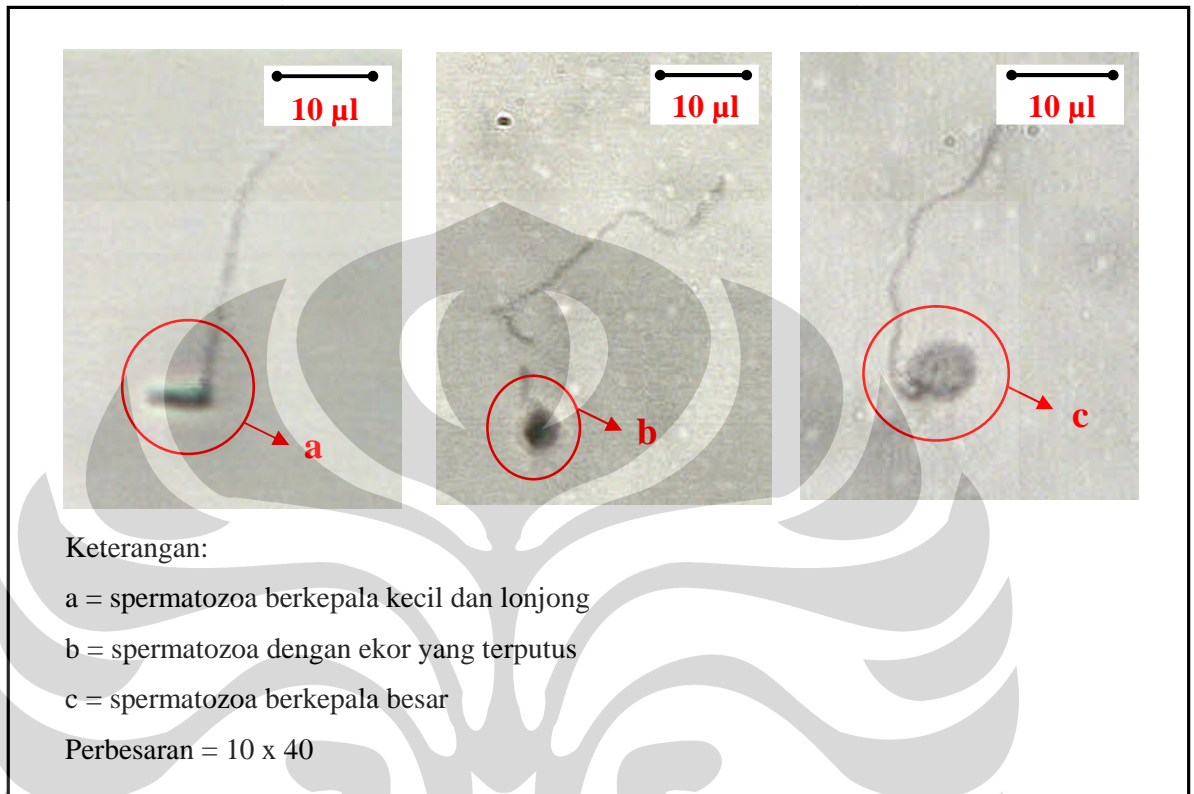 10 µl
10 µl
10 µl
a
b
c
Keterangan:
a = spermatozoa berkepala kecil dan lonjong
b = spermatozoa dengan ekor yang terputus
c = spermatozoa berkepala besar
Perbesaran = 10 x 40